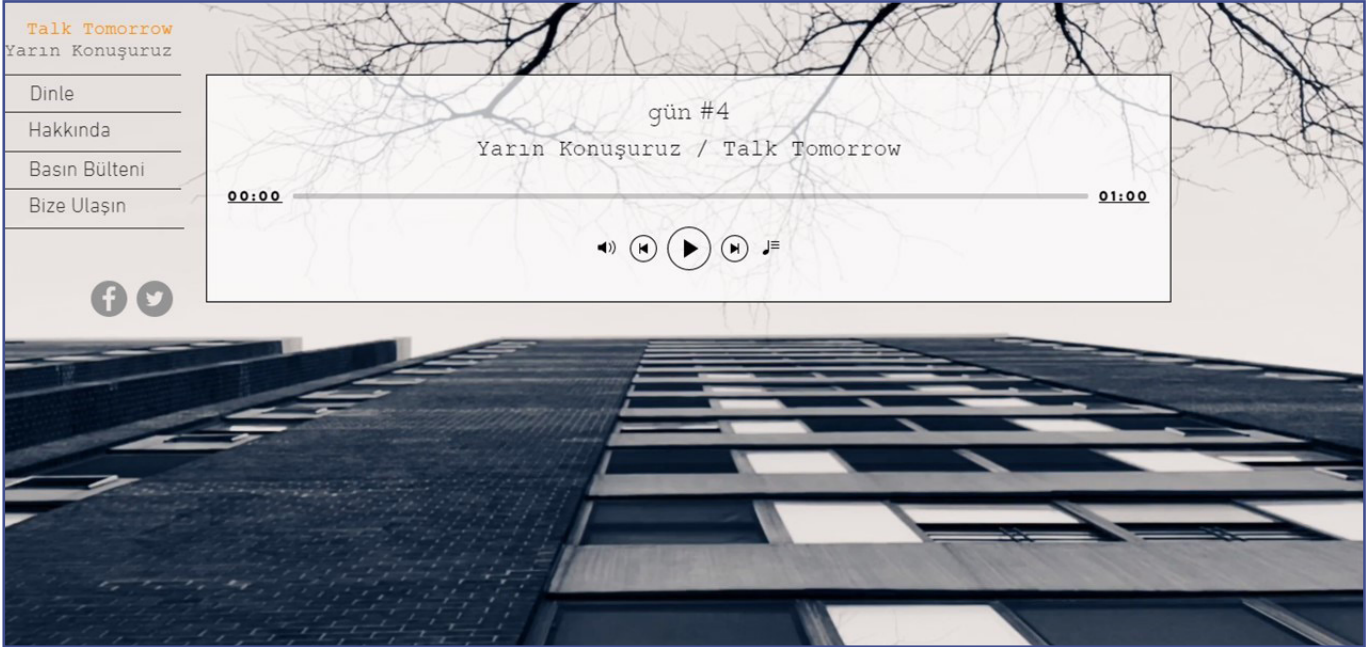 Talk Tomorrow
Yarın Konuşuruz
Dinle
Hakkında
Basın Bülteni
Bize Ulaşın
gün #4
Yarın Konuşuruz / Talk Tomorrow
00:00 01:00